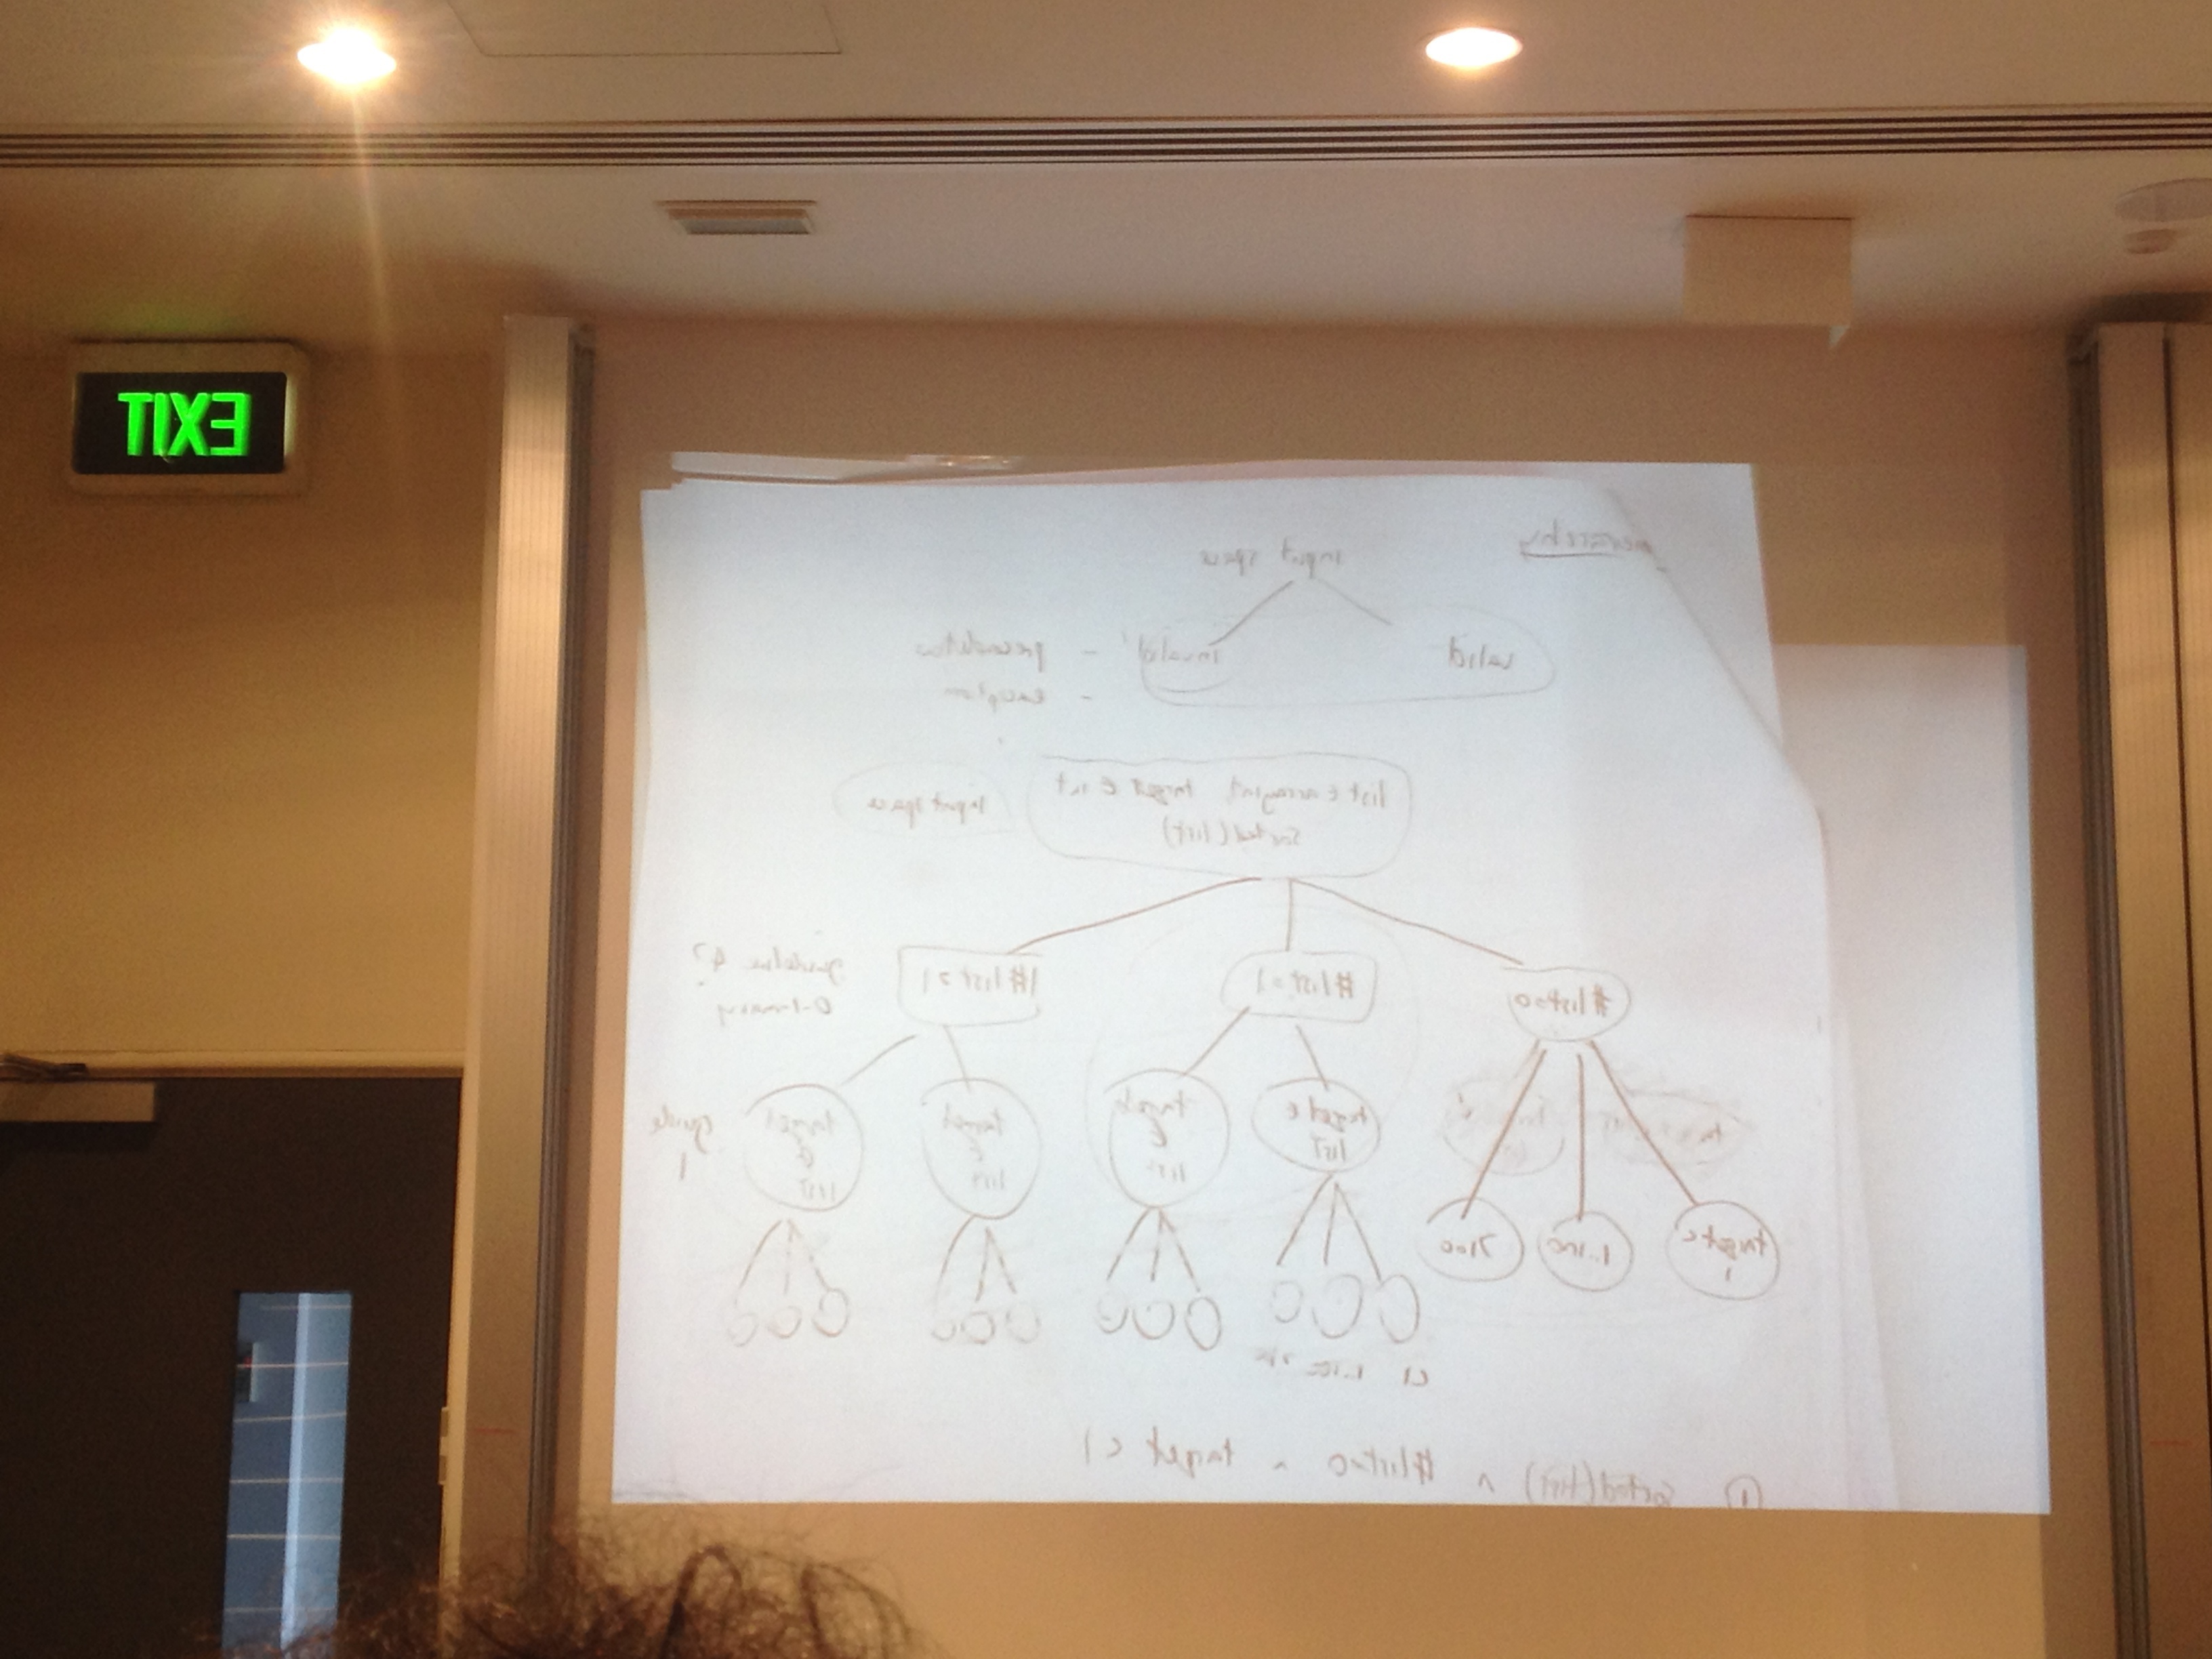 EXIT
hierarchy
input space
valid invalid - precondition
- exception
list ∈ array int, target ∈ int
sorted(list)
input space
#list=0 #list=1 #list>1 guideline 4?
0-1-many
target ∈ list target ∉ list target ∈ list target ∉ list guide 1
target < 1 1..100 >100
<1 1..100
① sorted(list) ∧ #list=0 ∧ target < 1